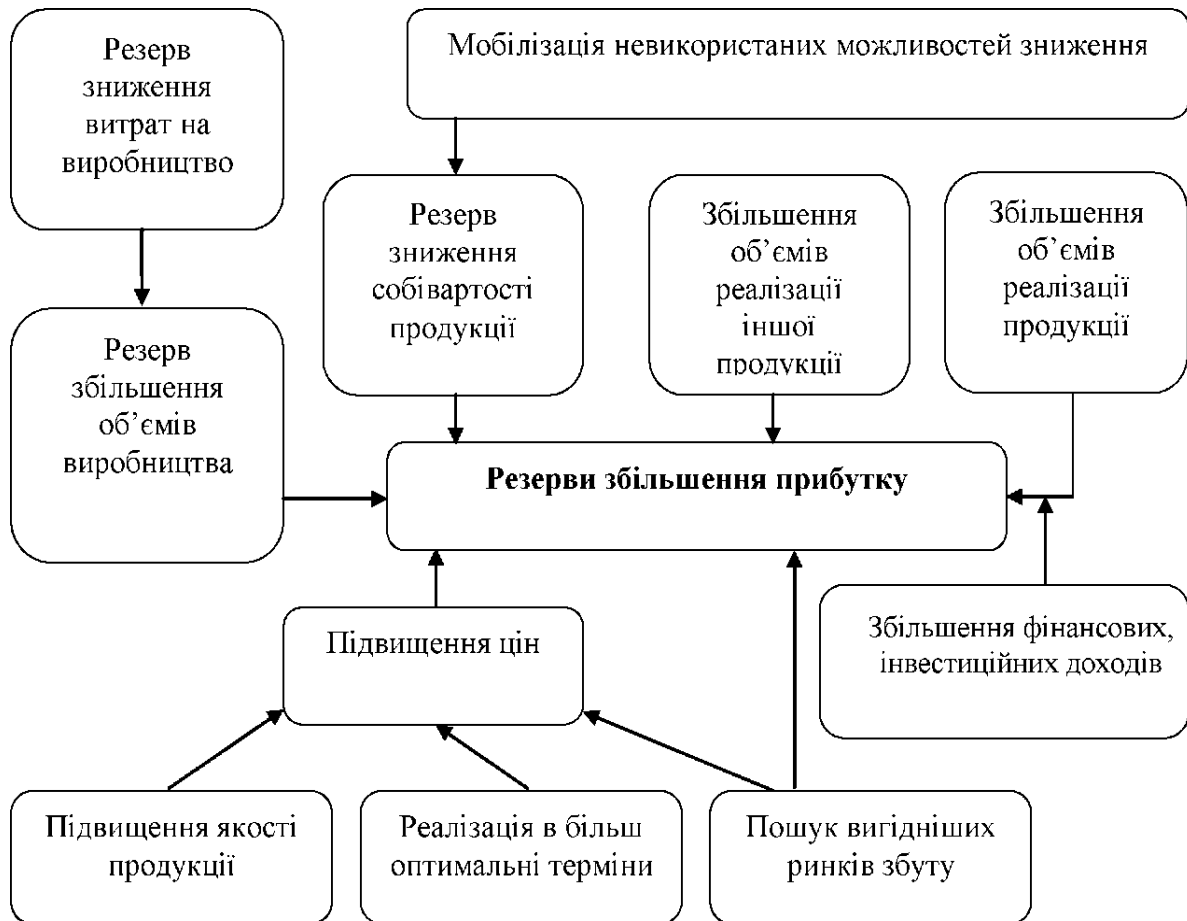 Резерв
зниження
витрат на
виробництво
Мобілізація невикористаних можливостей зниження
Резерв
зниження
собівартості
продукції
Збільшення
об’ємів
реалізації
іншої
продукції
Збільшення
об’ємів
реалізації
продукції
Резерв
збільшення
об’ємів
виробництва
Резерви збільшення прибутку
Підвищення цін
Збільшення фінансових,
інвестиційних доходів
Підвищення якості
продукції
Реалізація в більш
оптимальні терміни
Пошук вигідніших
ринків збуту